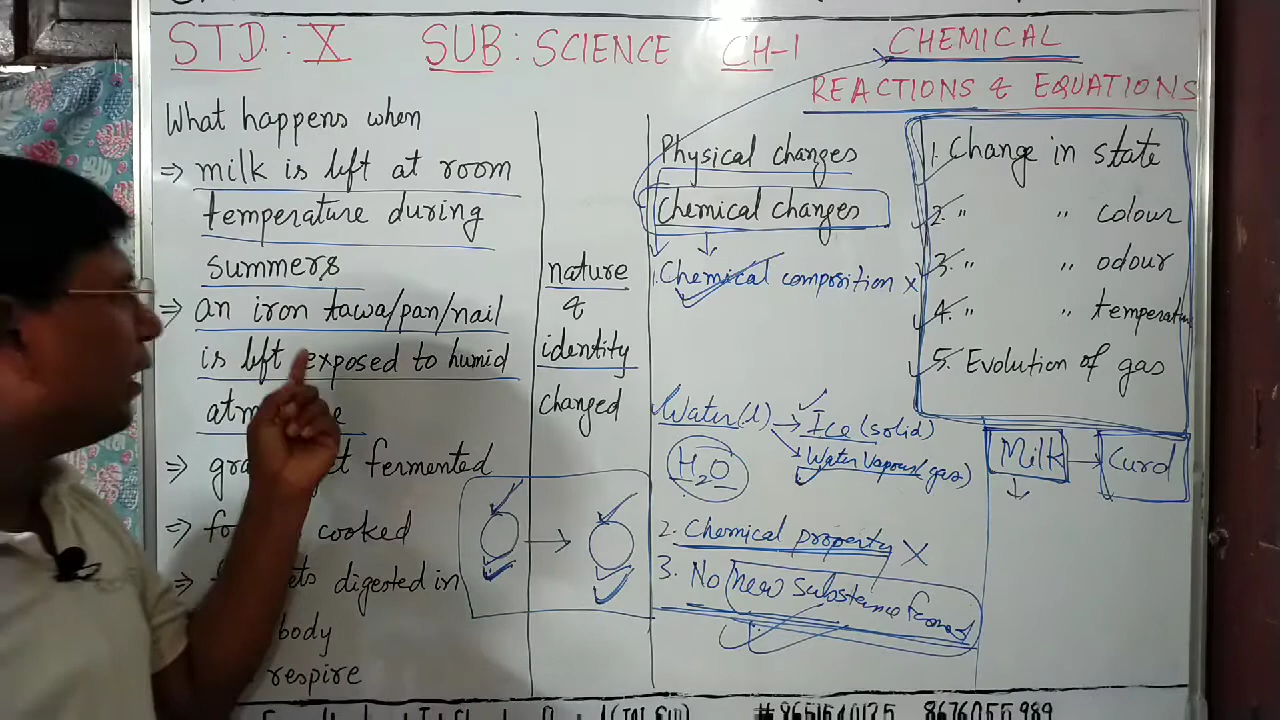 STD : X SUB : SCIENCE CH-1 CHEMICAL
REACTIONS & EQUATIONS
What happens when
⇒ milk is left at room
temperature during
summers
⇒ an iron tawa/pan/nail
is left exposed to humid
⇒ fermented
⇒ cooked
⇒ digested in
body
respire
nature
&
identity
changed
Physical changes
Chemical changes
1. Chemical composition ×
Water(l) → Ice (solid)
→ Water Vapour (gas)
H₂O
2. Chemical property ×
3. No new substance formed
1. Change in state
2. " " colour
3. " " odour
4. " " temperature
5. Evolution of gas
Milk → Curd
# 8651640175 8676055989